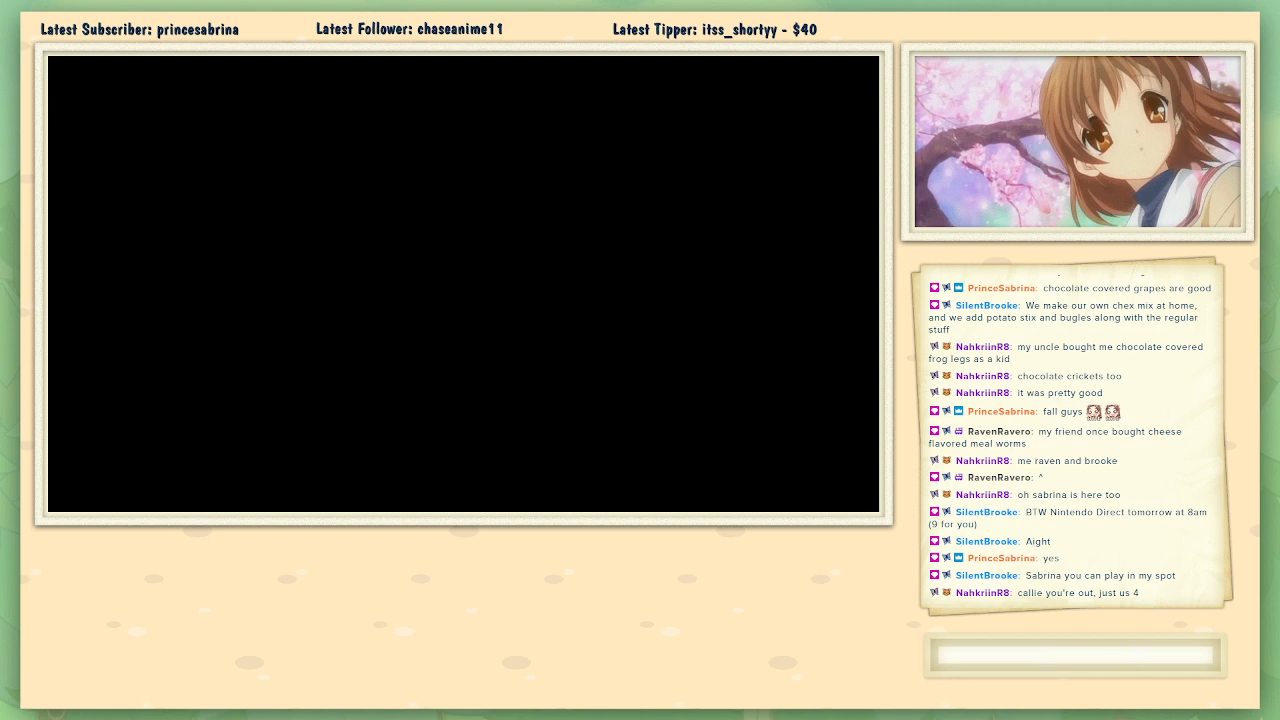 Latest Subscriber: princesabrina
Latest Follower: chaseanime11
Latest Tipper: itss_shortyy - $40
PrinceSabrina: chocolate covered grapes are good
SilentBrooke: We make our own chex mix at home,
and we add potato stix and bugles along with the regular
stuff
NahkriinR8: my uncle bought me chocolate covered
frog legs as a kid
NahkriinR8: chocolate crickets too
NahkriinR8: it was pretty good
PrinceSabrina: fall guys
RavenRavero: my friend once bought cheese
flavored meal worms
NahkriinR8: me raven and brooke
RavenRavero: ^
NahkriinR8: oh sabrina is here too
SilentBrooke: BTW Nintendo Direct tomorrow at 8am
(9 for you)
SilentBrooke: Aight
PrinceSabrina: yes
SilentBrooke: Sabrina you can play in my spot
NahkriinR8: callie you're out, just us 4